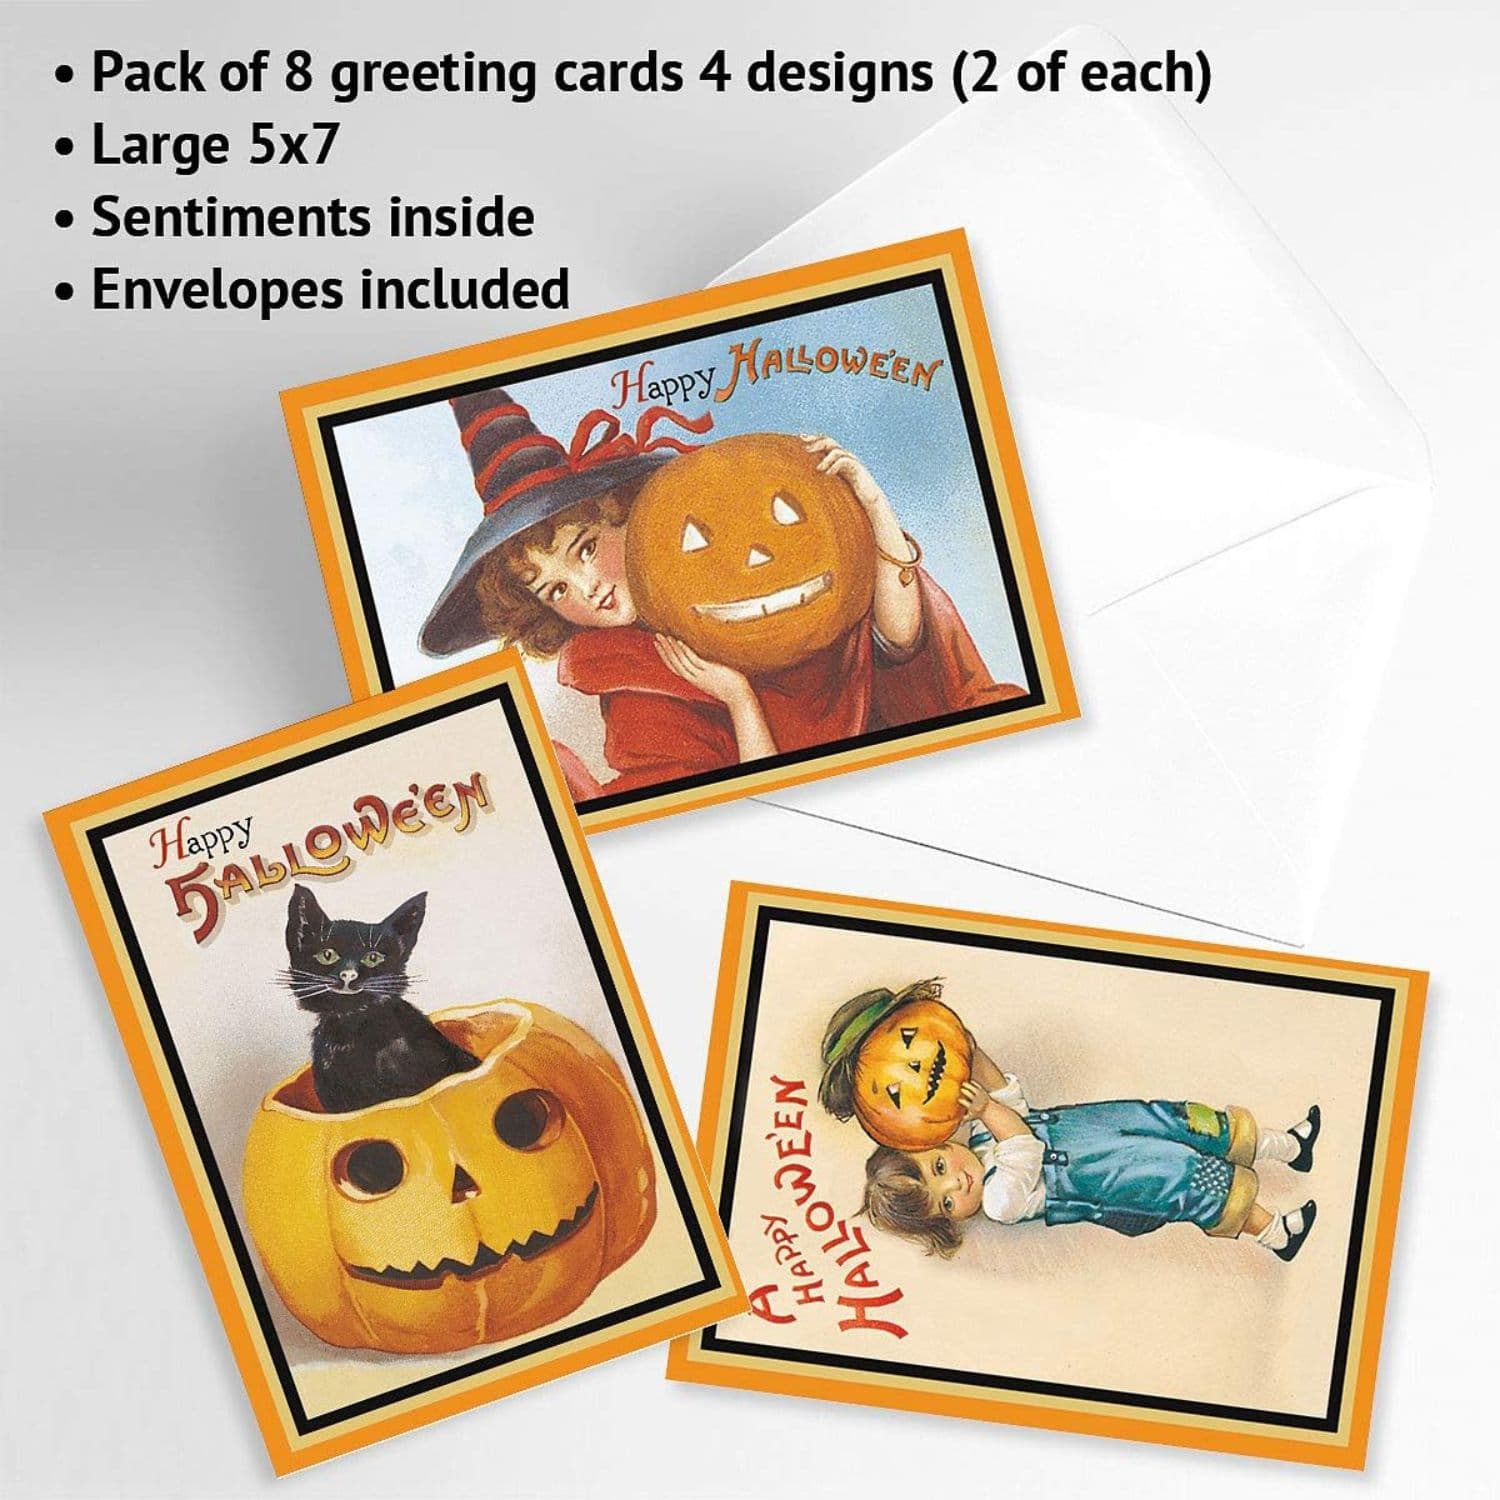 • Pack of 8 greeting cards 4 designs (2 of each)
• Large 5x7
• Sentiments inside
• Envelopes included
Happy HALLOWE'EN
Happy
HALLOWE'EN
A
HAPPY
HALLOWE'EN